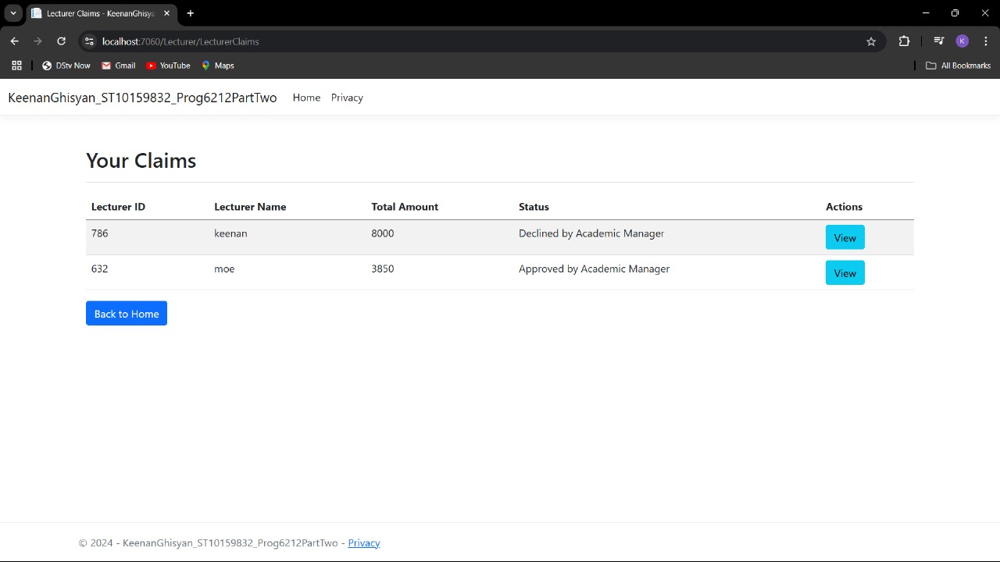 Lecturer Claims - KeenanGhisya
localhost:7060/Lecturer/LecturerClaims
K
DStv Now Gmail YouTube Maps All Bookmarks
KeenanGhisyan_ST10159832_Prog6212PartTwo Home Privacy
Your Claims
Lecturer ID Lecturer Name Total Amount Status Actions
786 keenan 8000 Declined by Academic Manager View
632 moe 3850 Approved by Academic Manager View
Back to Home
© 2024 - KeenanGhisyan_ST10159832_Prog6212PartTwo - Privacy